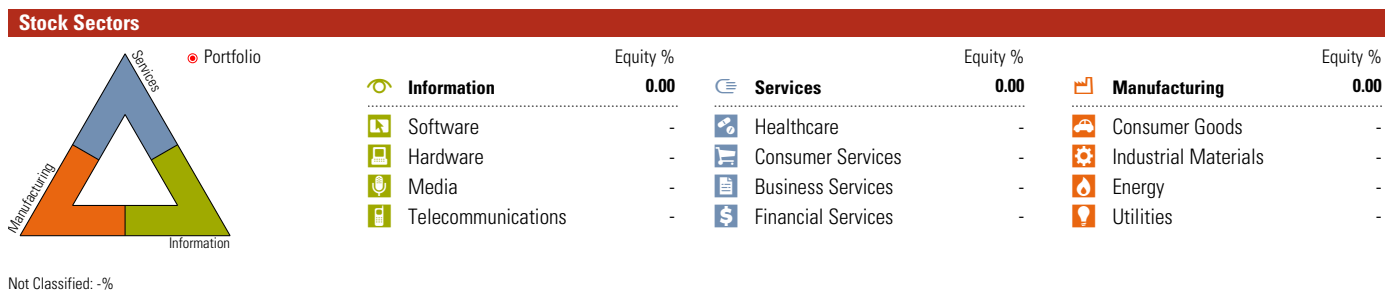 Stock Sectors
Services
Manufacturing
Information
Portfolio
Equity %
Information 0.00
Software -
Hardware -
Media -
Telecommunications -
Equity %
Services 0.00
Healthcare -
Consumer Services -
Business Services -
Financial Services -
Equity %
Manufacturing 0.00
Consumer Goods -
Industrial Materials -
Energy -
Utilities -
Not Classified: -%